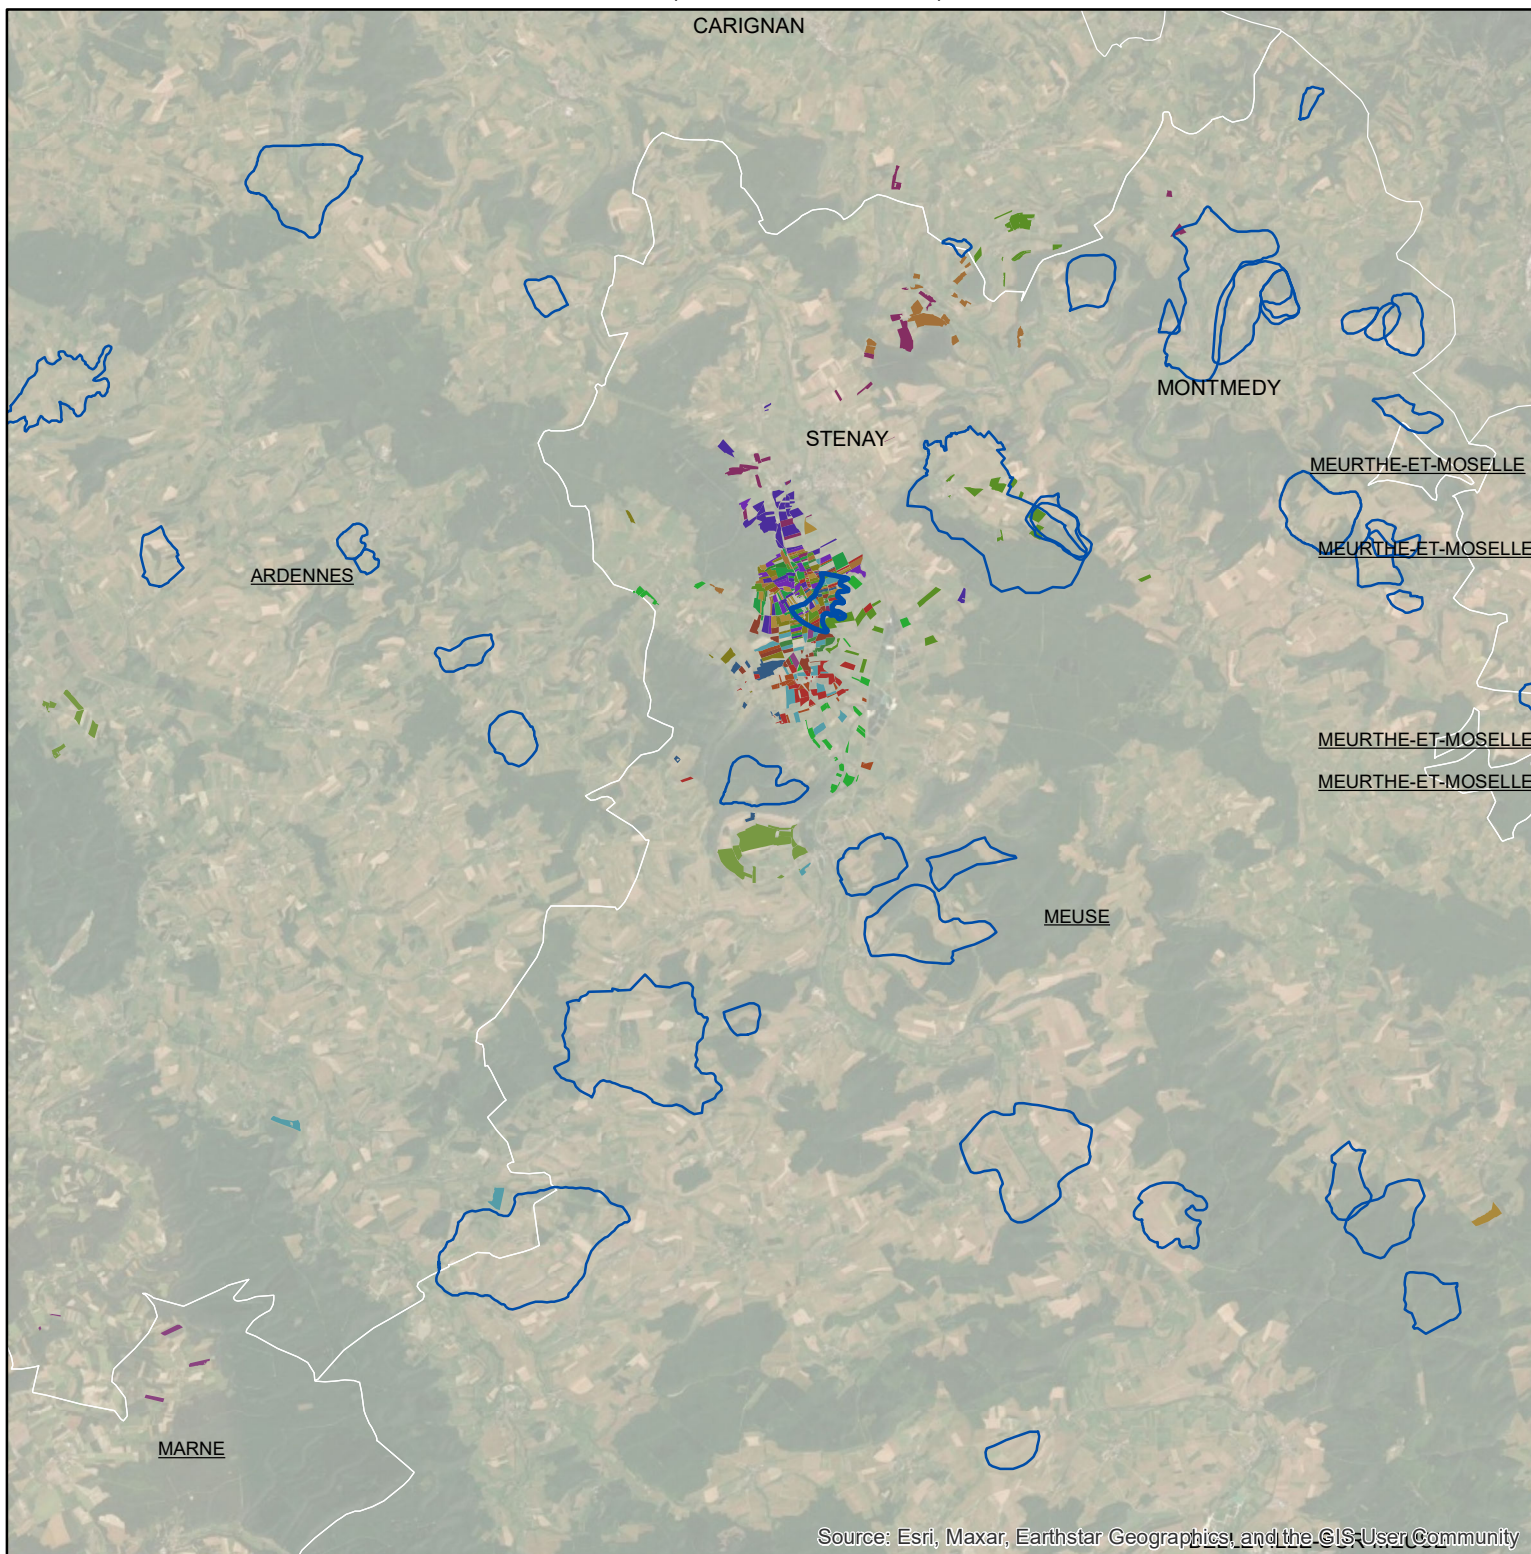 CARIGNAN
MONTMEDY
STENAY
MEURTHE-ET-MOSELLE
MEURTHE-ET-MOSELLE
ARDENNES
MEURTHE-ET-MOSELLE
MEURTHE-ET-MOSELLE
MEUSE
MARNE
Source: Esri, Maxar, Earthstar Geographics, and the GIS User Community